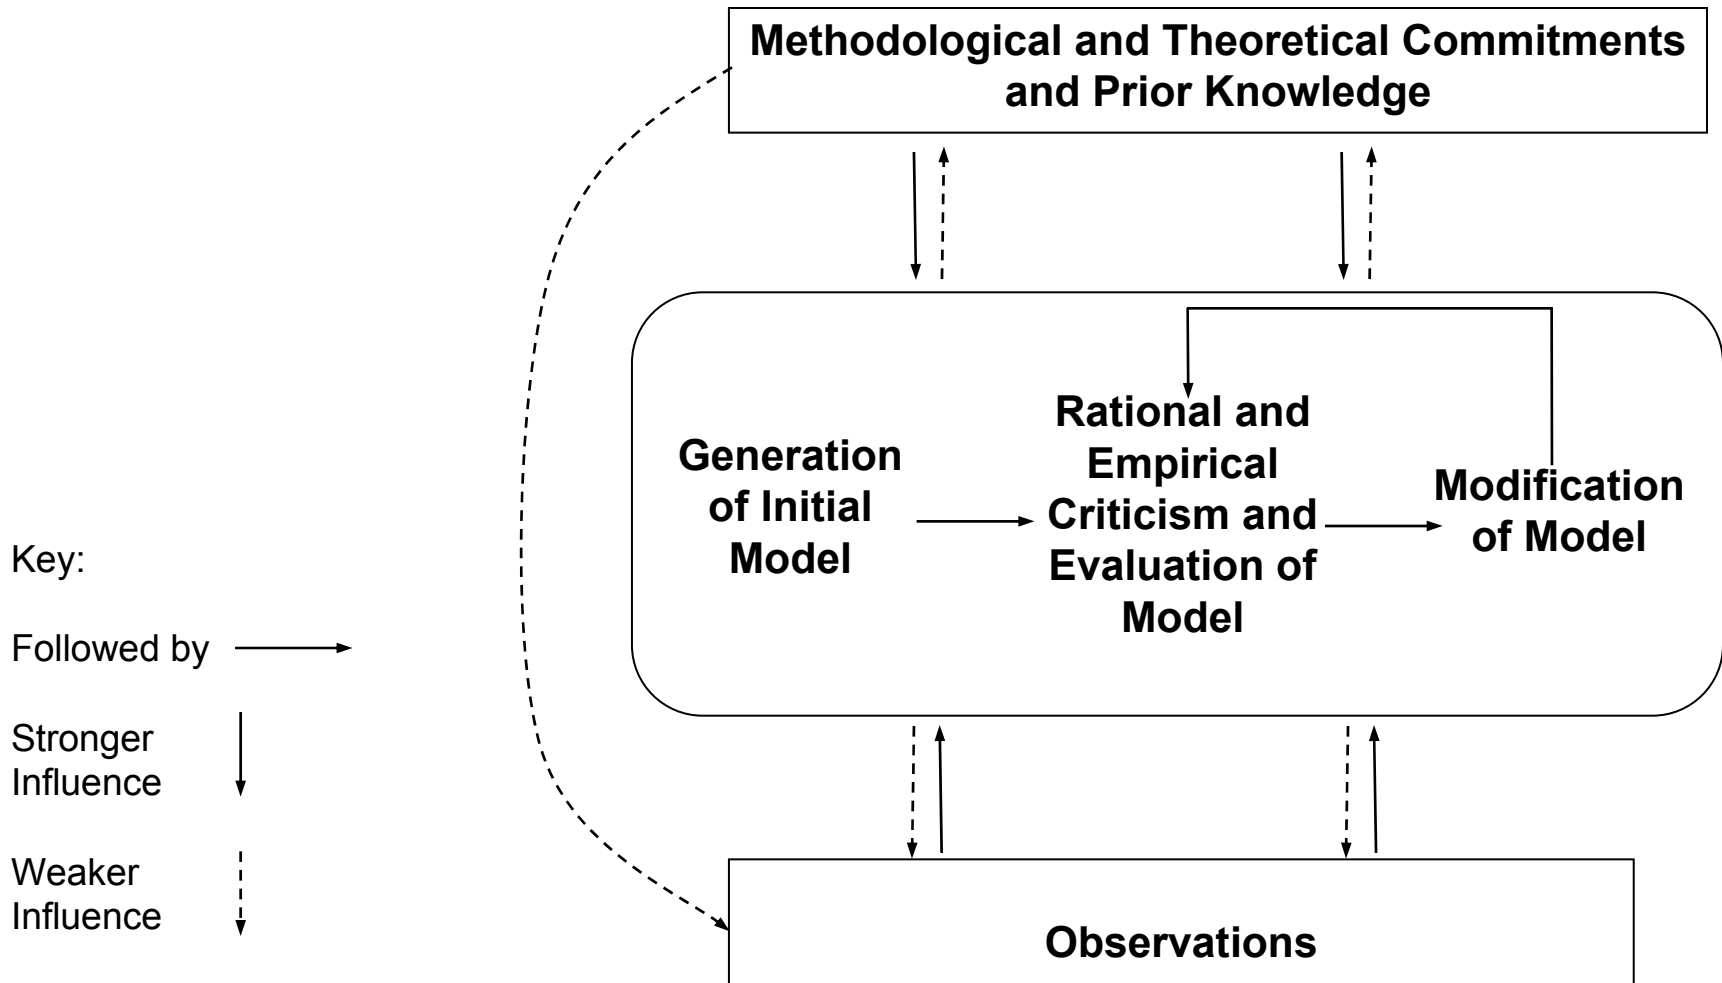 Methodological and Theoretical Commitments
and Prior Knowledge
Generation
of Initial
Model
Rational and
Empirical
Criticism and
Evaluation of
Model
Modification
of Model
Key:
Followed by
Stronger
Influence
Weaker
Influence
Observations